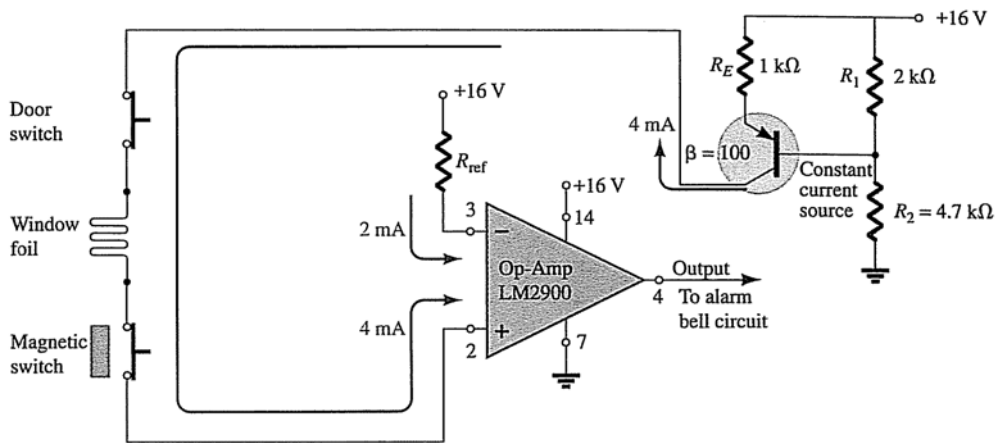 +16 V
R_E 1 kΩ
R_1 2 kΩ
Door
switch
+16 V
4 mA
β = 100
R_ref
Constant
current
source
+16 V
Window
foil
3
14
R_2 = 4.7 kΩ
2 mA
−
Op-Amp
LM2900
Output
4
To alarm
bell circuit
Magnetic
switch
4 mA
+
2
7